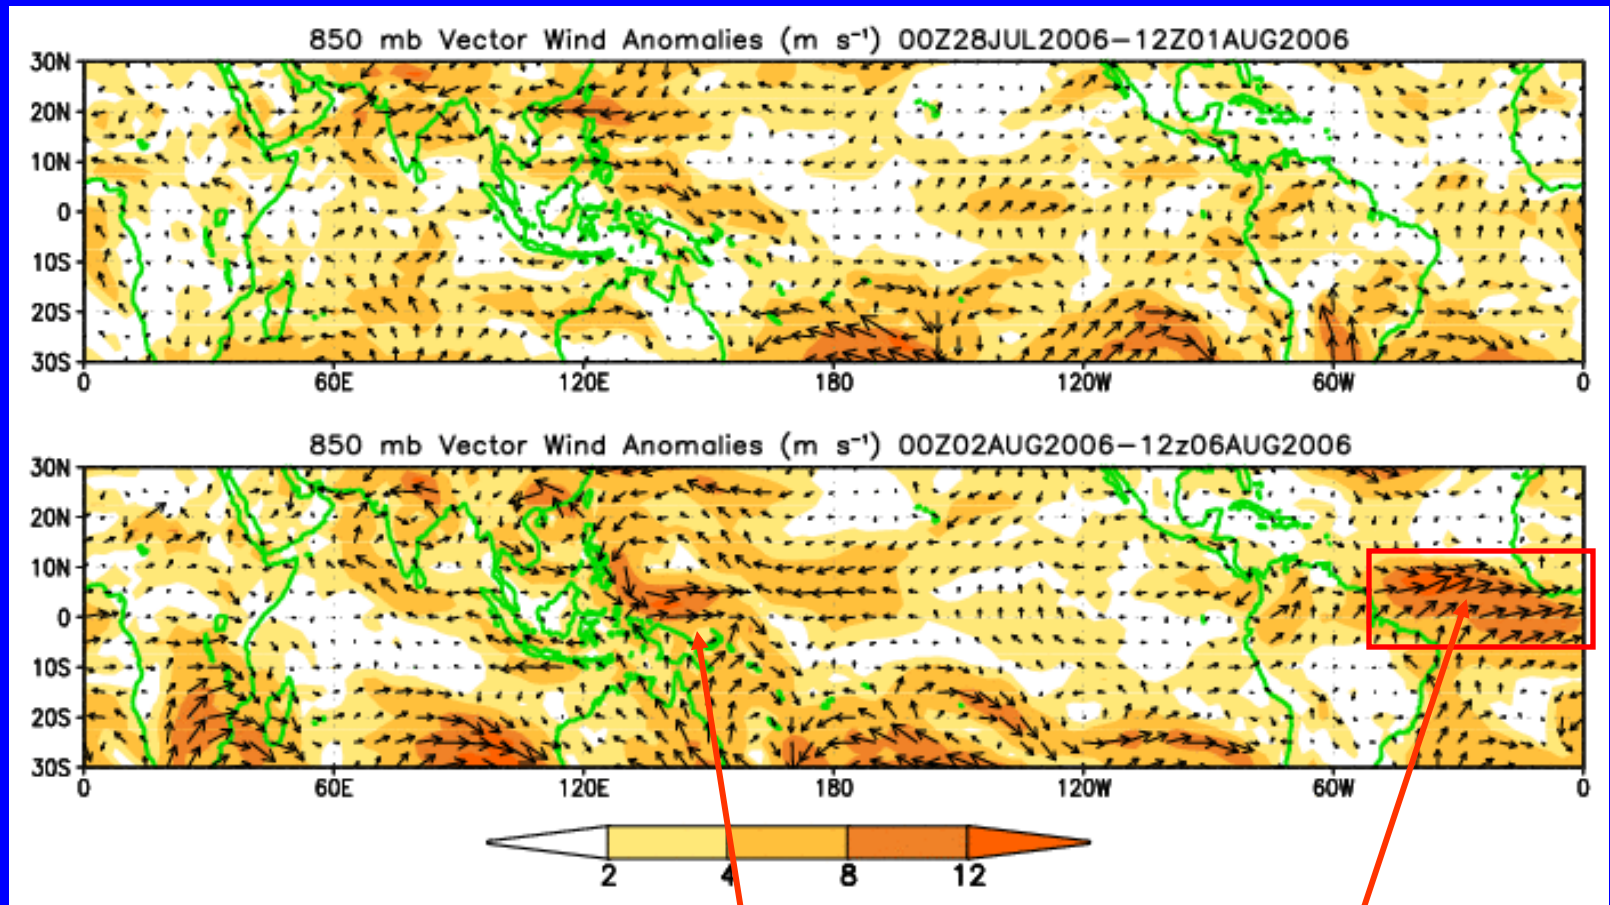 850 mb Vector Wind Anomalies (m s⁻¹) 00Z28JUL2006−12Z01AUG2006
30N
20N
10N
0
10S
20S
30S
0 60E 120E 180 120W 60W 0
850 mb Vector Wind Anomalies (m s⁻¹) 00Z02AUG2006−12z06AUG2006
30N
20N
10N
0
10S
20S
30S
0 60E 120E 180 120W 60W 0
2 4 8 12